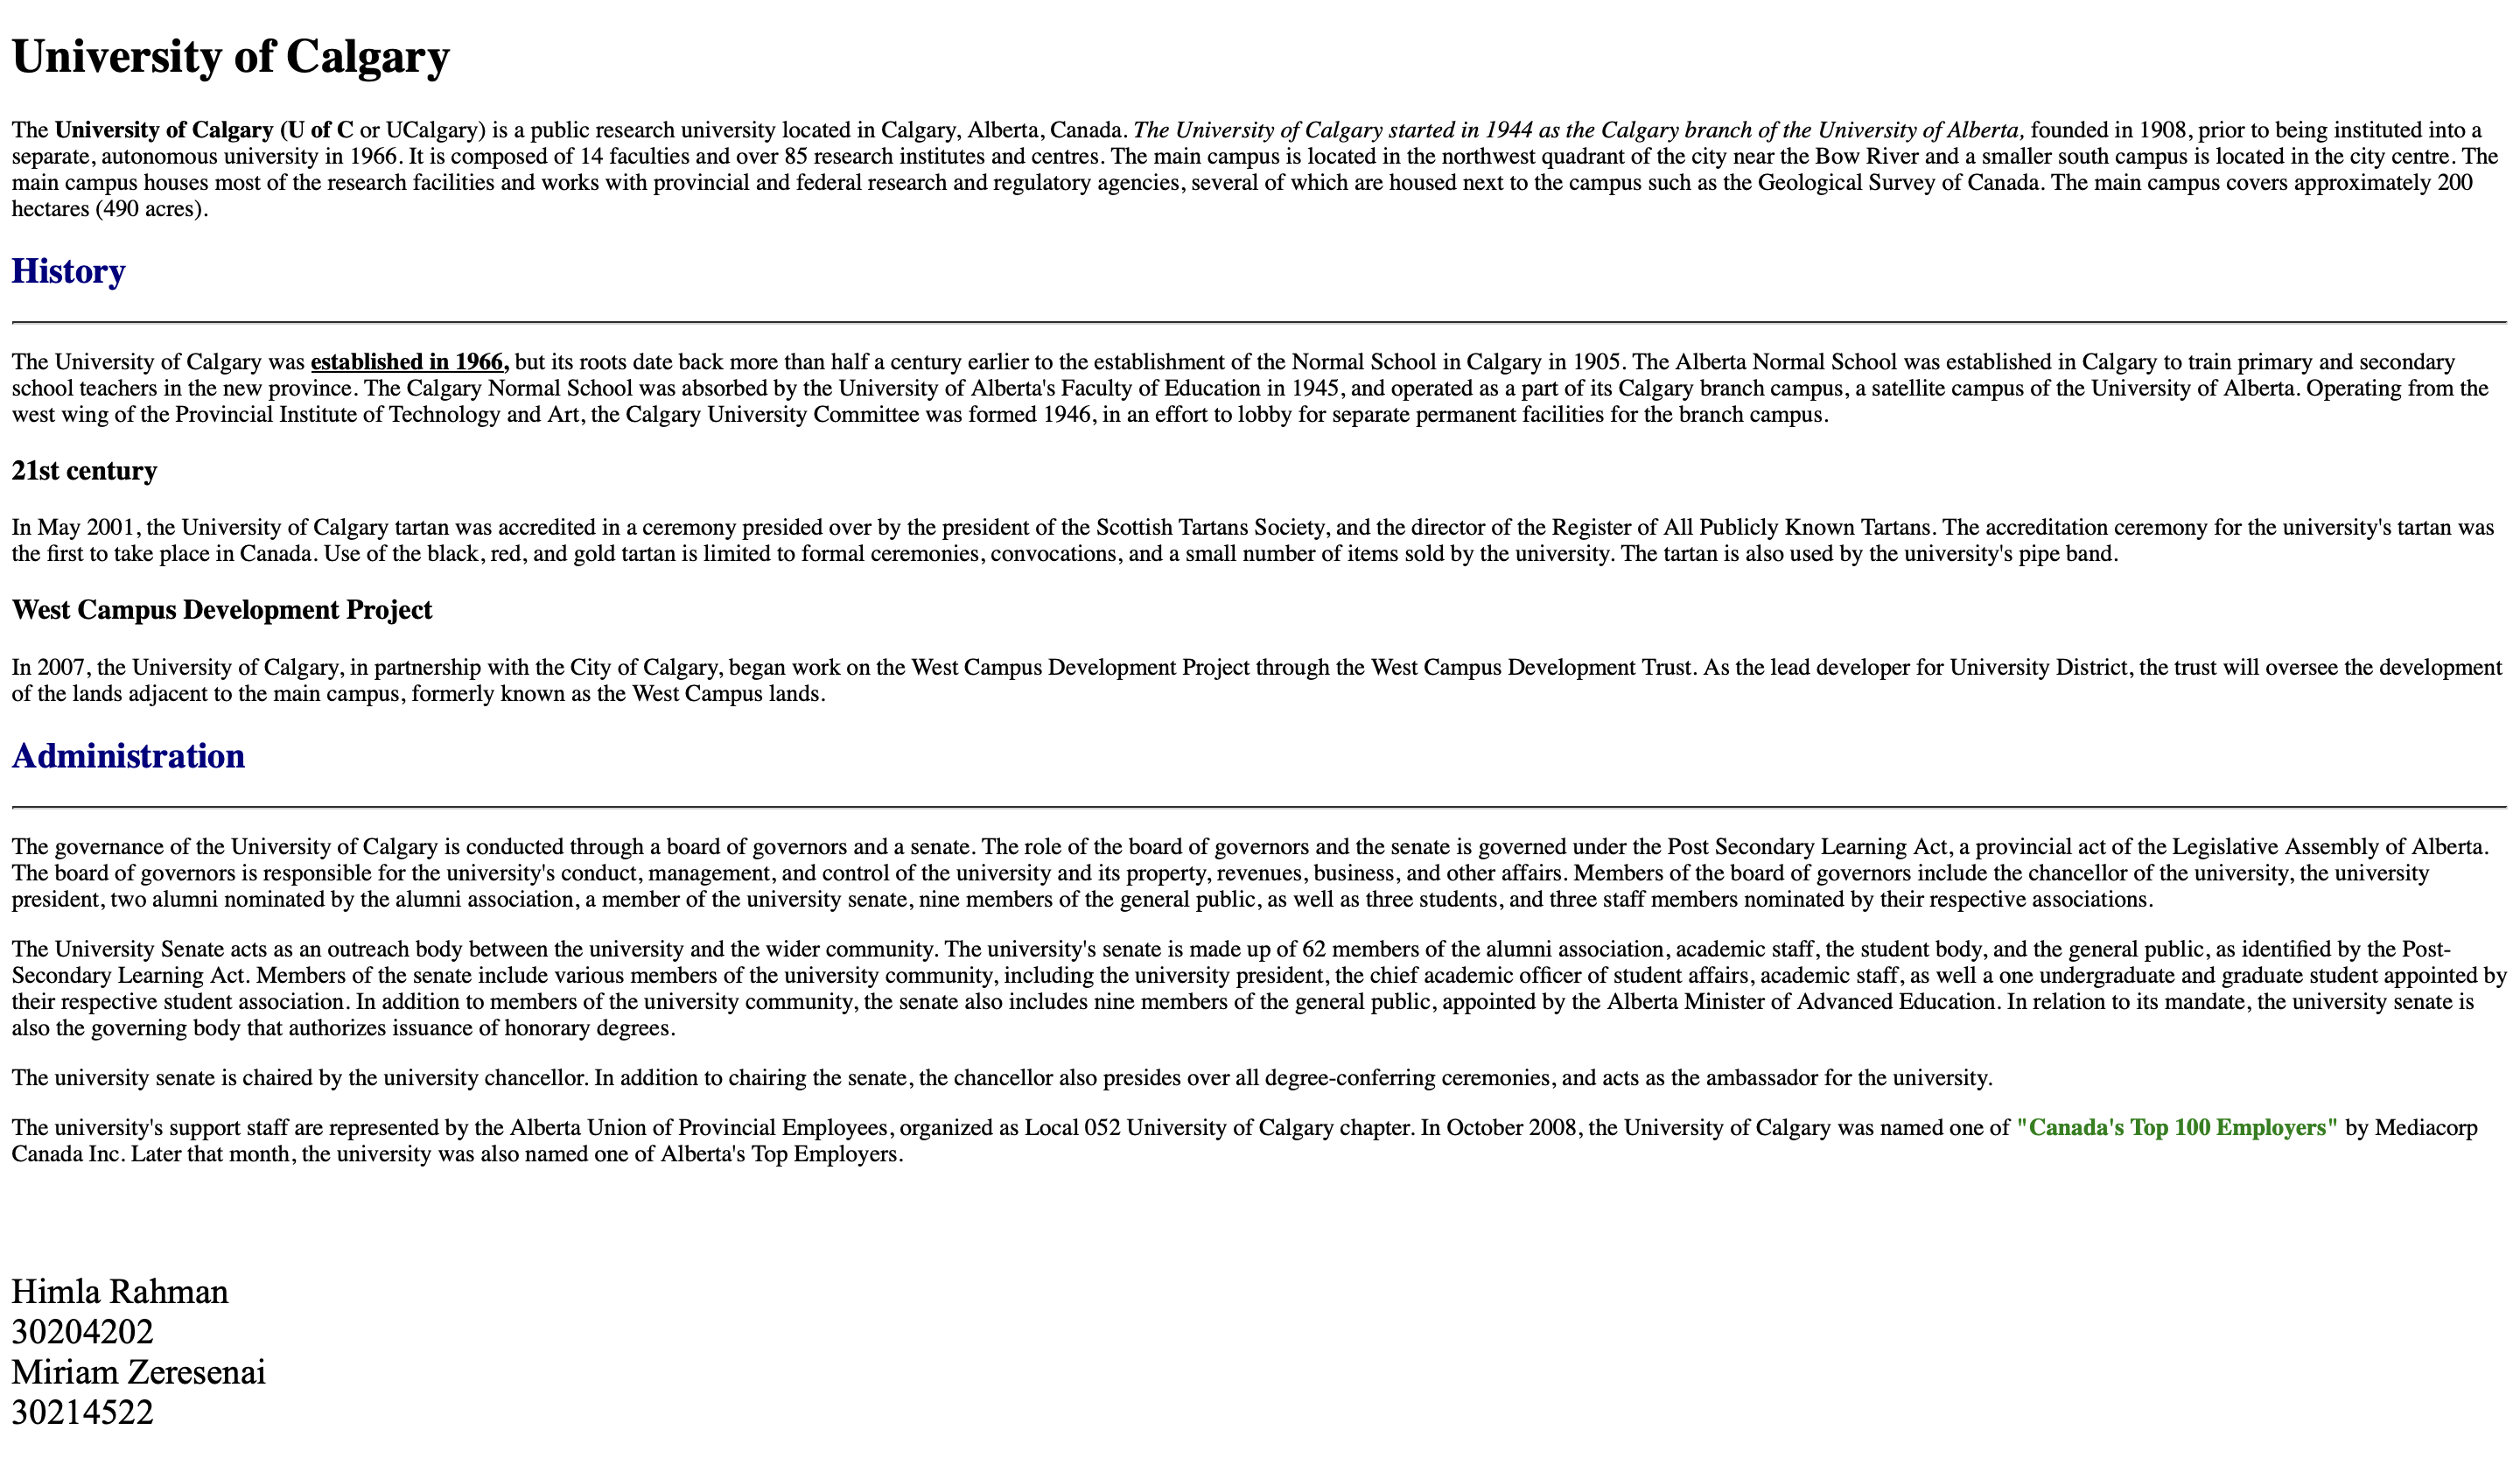 University of Calgary
The University of Calgary (U of C or UCalgary) is a public research university located in Calgary, Alberta, Canada. The University of Calgary started in 1944 as the Calgary branch of the University of Alberta, founded in 1908, prior to being instituted into a
separate, autonomous university in 1966. It is composed of 14 faculties and over 85 research institutes and centres. The main campus is located in the northwest quadrant of the city near the Bow River and a smaller south campus is located in the city centre. The
main campus houses most of the research facilities and works with provincial and federal research and regulatory agencies, several of which are housed next to the campus such as the Geological Survey of Canada. The main campus covers approximately 200
hectares (490 acres).
History
The University of Calgary was established in 1966, but its roots date back more than half a century earlier to the establishment of the Normal School in Calgary in 1905. The Alberta Normal School was established in Calgary to train primary and secondary
school teachers in the new province. The Calgary Normal School was absorbed by the University of Alberta's Faculty of Education in 1945, and operated as a part of its Calgary branch campus, a satellite campus of the University of Alberta. Operating from the
west wing of the Provincial Institute of Technology and Art, the Calgary University Committee was formed 1946, in an effort to lobby for separate permanent facilities for the branch campus.
21st century
In May 2001, the University of Calgary tartan was accredited in a ceremony presided over by the president of the Scottish Tartans Society, and the director of the Register of All Publicly Known Tartans. The accreditation ceremony for the university's tartan was
the first to take place in Canada. Use of the black, red, and gold tartan is limited to formal ceremonies, convocations, and a small number of items sold by the university. The tartan is also used by the university's pipe band.
West Campus Development Project
In 2007, the University of Calgary, in partnership with the City of Calgary, began work on the West Campus Development Project through the West Campus Development Trust. As the lead developer for University District, the trust will oversee the development
of the lands adjacent to the main campus, formerly known as the West Campus lands.
Administration
The governance of the University of Calgary is conducted through a board of governors and a senate. The role of the board of governors and the senate is governed under the Post Secondary Learning Act, a provincial act of the Legislative Assembly of Alberta.
The board of governors is responsible for the university's conduct, management, and control of the university and its property, revenues, business, and other affairs. Members of the board of governors include the chancellor of the university, the university
president, two alumni nominated by the alumni association, a member of the university senate, nine members of the general public, as well as three students, and three staff members nominated by their respective associations.
The University Senate acts as an outreach body between the university and the wider community. The university's senate is made up of 62 members of the alumni association, academic staff, the student body, and the general public, as identified by the Post-
Secondary Learning Act. Members of the senate include various members of the university community, including the university president, the chief academic officer of student affairs, academic staff, as well a one undergraduate and graduate student appointed by
their respective student association. In addition to members of the university community, the senate also includes nine members of the general public, appointed by the Alberta Minister of Advanced Education. In relation to its mandate, the university senate is
also the governing body that authorizes issuance of honorary degrees.
The university senate is chaired by the university chancellor. In addition to chairing the senate, the chancellor also presides over all degree-conferring ceremonies, and acts as the ambassador for the university.
The university's support staff are represented by the Alberta Union of Provincial Employees, organized as Local 052 University of Calgary chapter. In October 2008, the University of Calgary was named one of "Canada's Top 100 Employers" by Mediacorp
Canada Inc. Later that month, the university was also named one of Alberta's Top Employers.
Himla Rahman
30204202
Miriam Zeresenai
30214522